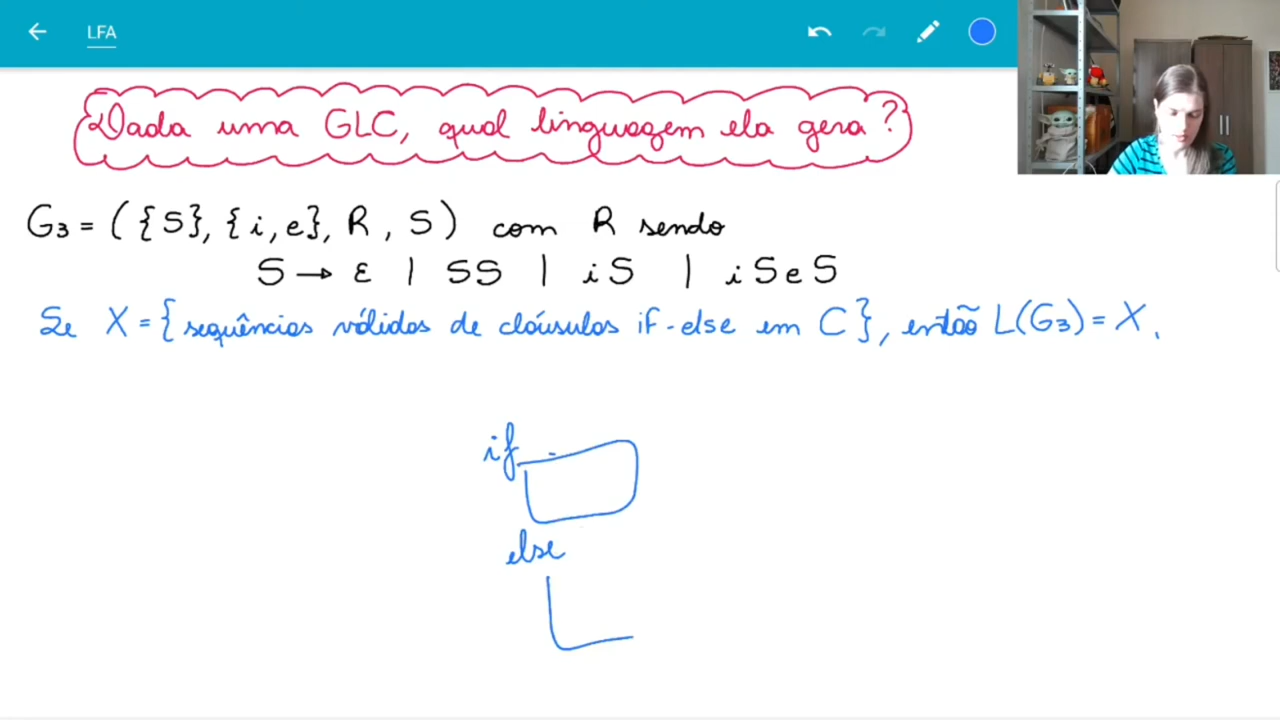 LFA
Dada uma GLC, qual linguagem ela gera?
G₃ = ({S}, {i, e}, R, S) com R sendo
S → ε | SS | iS | iSeS
Se X = {sequências válidas de cláusulas if-else em C}, então L(G₃) = X.
if
else